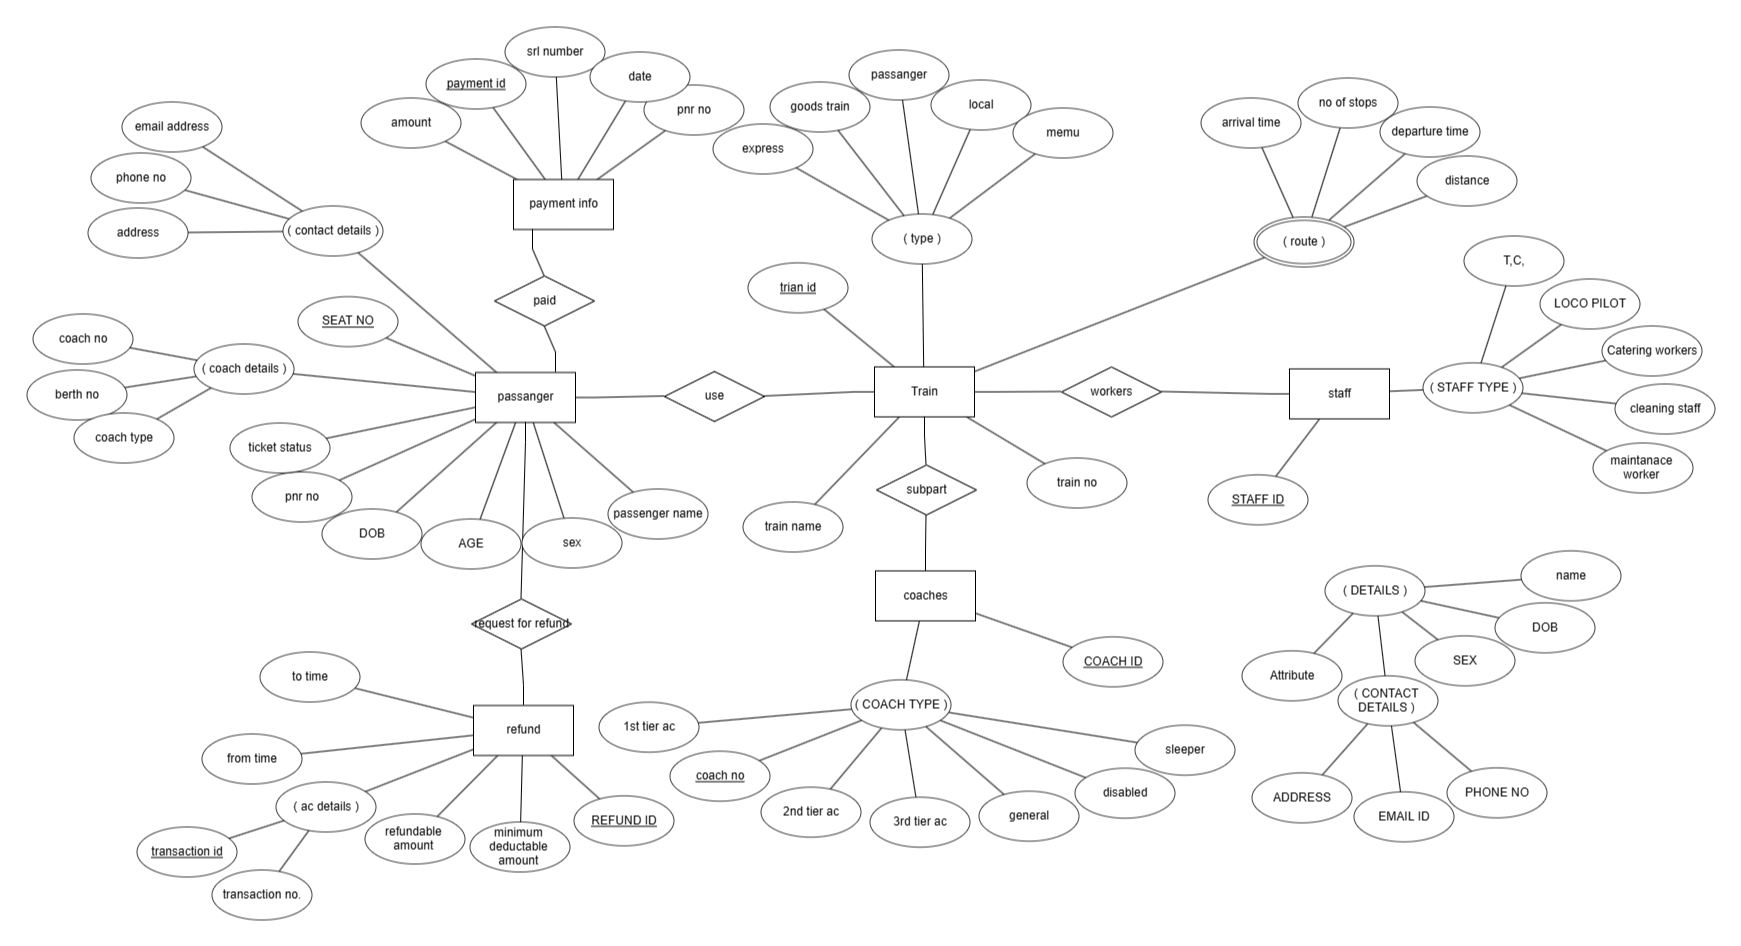 srl number
payment id
date
amount
pnr no
passanger
goods train
local
express
memu
no of stops
arrival time
departure time
distance
email address
phone no
address
( contact details )
payment info
( type )
( route )
T,C,
LOCO PILOT
Catering workers
( STAFF TYPE )
cleaning staff
maintanace
worker
paid
trian id
SEAT NO
coach no
( coach details )
berth no
coach type
passanger
use
Train
workers
staff
ticket status
pnr no
DOB
AGE
sex
passenger name
train name
subpart
train no
STAFF ID
coaches
COACH ID
request for refund
( DETAILS )
name
DOB
SEX
Attribute
( CONTACT
DETAILS )
ADDRESS
EMAIL ID
PHONE NO
to time
refund
from time
( ac details )
transaction id
transaction no.
refundable
amount
minimum
deductable
amount
REFUND ID
( COACH TYPE )
1st tier ac
coach no
2nd tier ac
3rd tier ac
general
disabled
sleeper